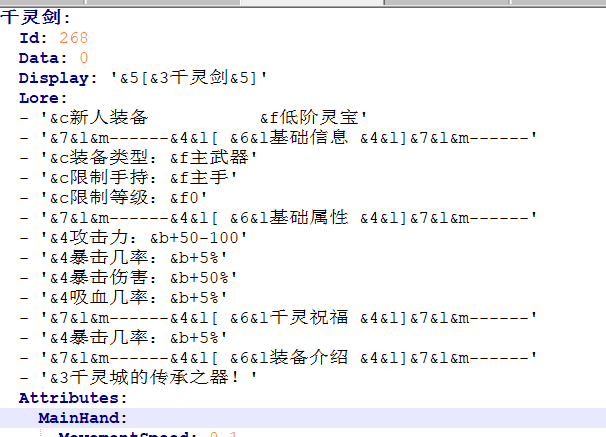 千灵剑:
  Id: 268
  Data: 0
  Display: '&5[&3千灵剑&5]'
  Lore:
  - '&c新人装备          &f低阶灵宝'
  - '&7&l&m------&4&l[ &6&l基础信息 &4&l]&7&l&m------'
  - '&c装备类型: &f主武器'
  - '&c限制手持: &f主手'
  - '&c限制等级: &f0'
  - '&7&l&m------&4&l[ &6&l基础属性 &4&l]&7&l&m------'
  - '&4攻击力: &b+50-100'
  - '&4暴击几率: &b+5%'
  - '&4暴击伤害: &b+50%'
  - '&4吸血几率: &b+5%'
  - '&7&l&m------&4&l[ &6&l千灵祝福 &4&l]&7&l&m------'
  - '&4暴击几率: &b+5%'
  - '&7&l&m------&4&l[ &6&l装备介绍 &4&l]&7&l&m------'
  - '&3千灵城的传承之器！'
  Attributes:
    MainHand:
      MovementSpeed: 0.1